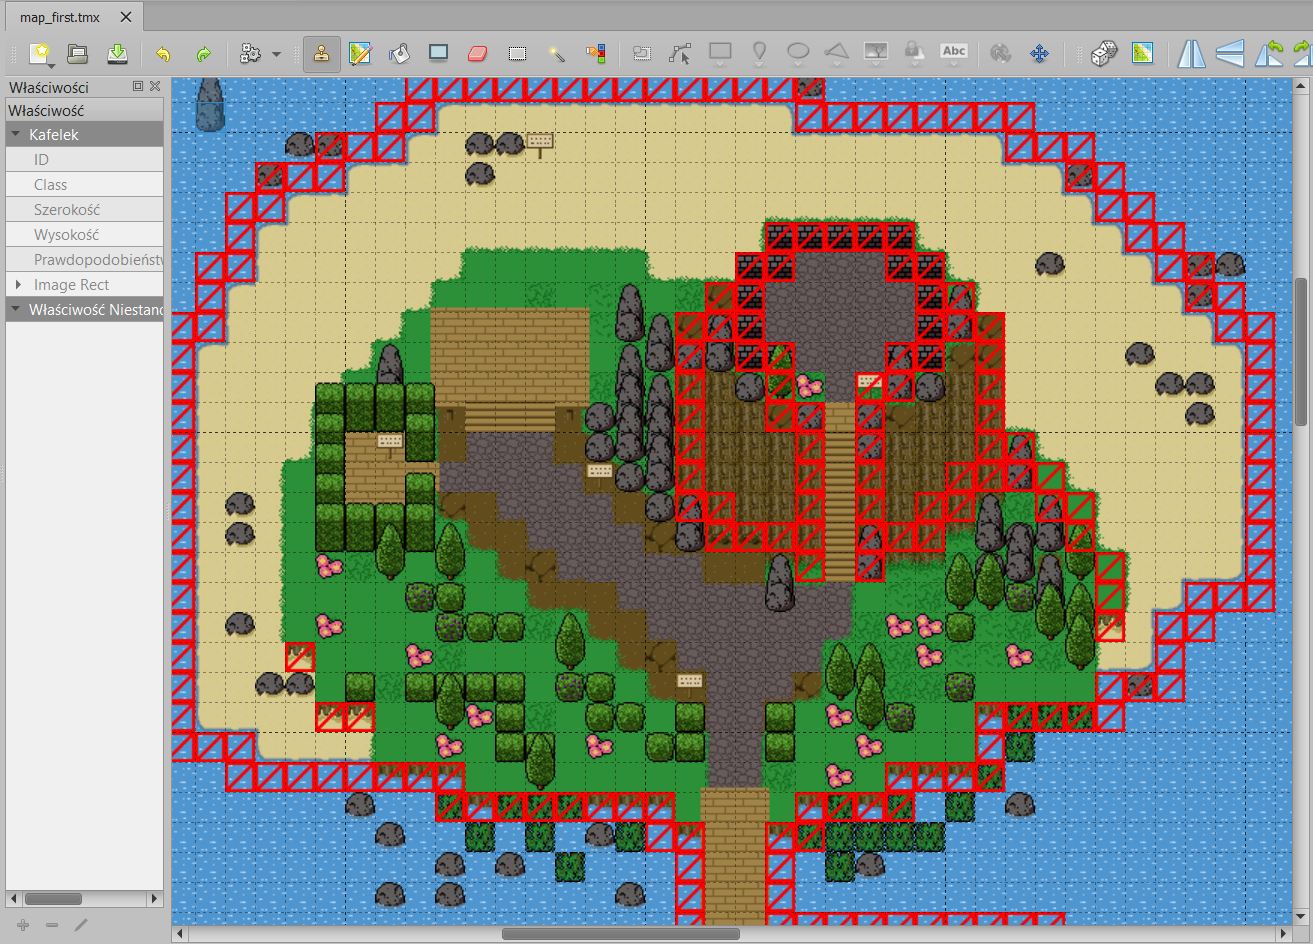 map_first.tmx
Abc
Właściwości
Właściwość
Kafelek
ID
Class
Szerokość
Wysokość
Prawdopodobieństw
Image Rect
Właściwość Niestand